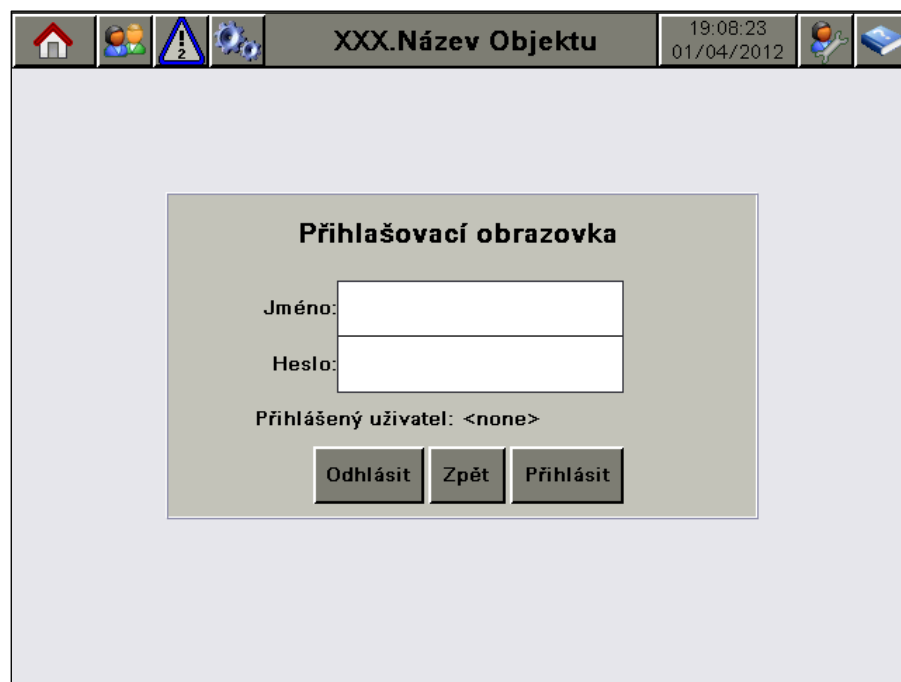 2
XXX.Název Objektu
19:08:23
01/04/2012
?
Přihlašovací obrazovka
Jméno:
Heslo:
Přihlášený uživatel: <none>
Odhlásit Zpět Přihlásit